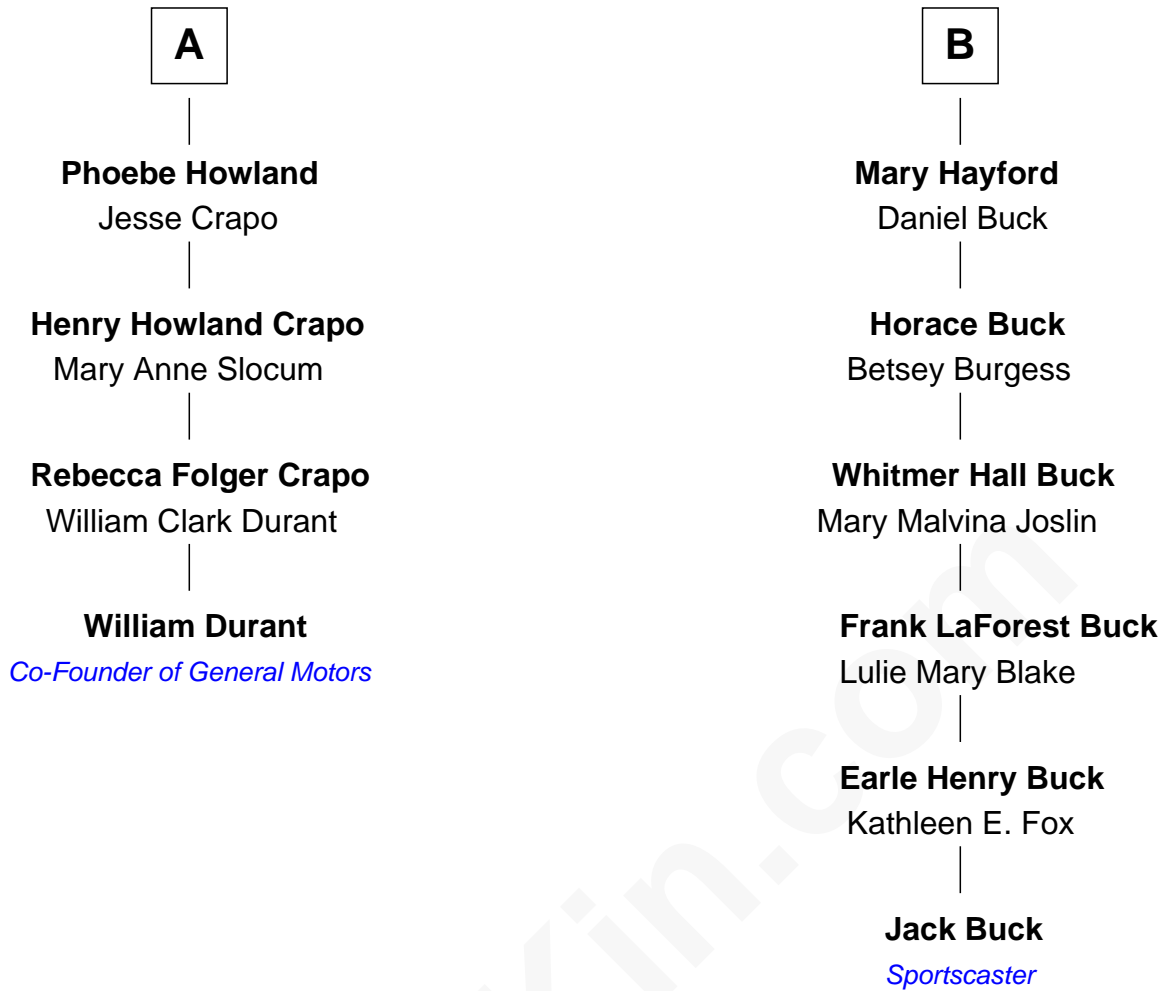 A
Phoebe Howland
Jesse Crapo
Henry Howland Crapo
Mary Anne Slocum
Rebecca Folger Crapo
William Clark Durant
William Durant
Co-Founder of General Motors
B
Mary Hayford
Daniel Buck
Horace Buck
Betsey Burgess
Whitmer Hall Buck
Mary Malvina Joslin
Frank LaForest Buck
Lulie Mary Blake
Earle Henry Buck
Kathleen E. Fox
Jack Buck
Sportscaster